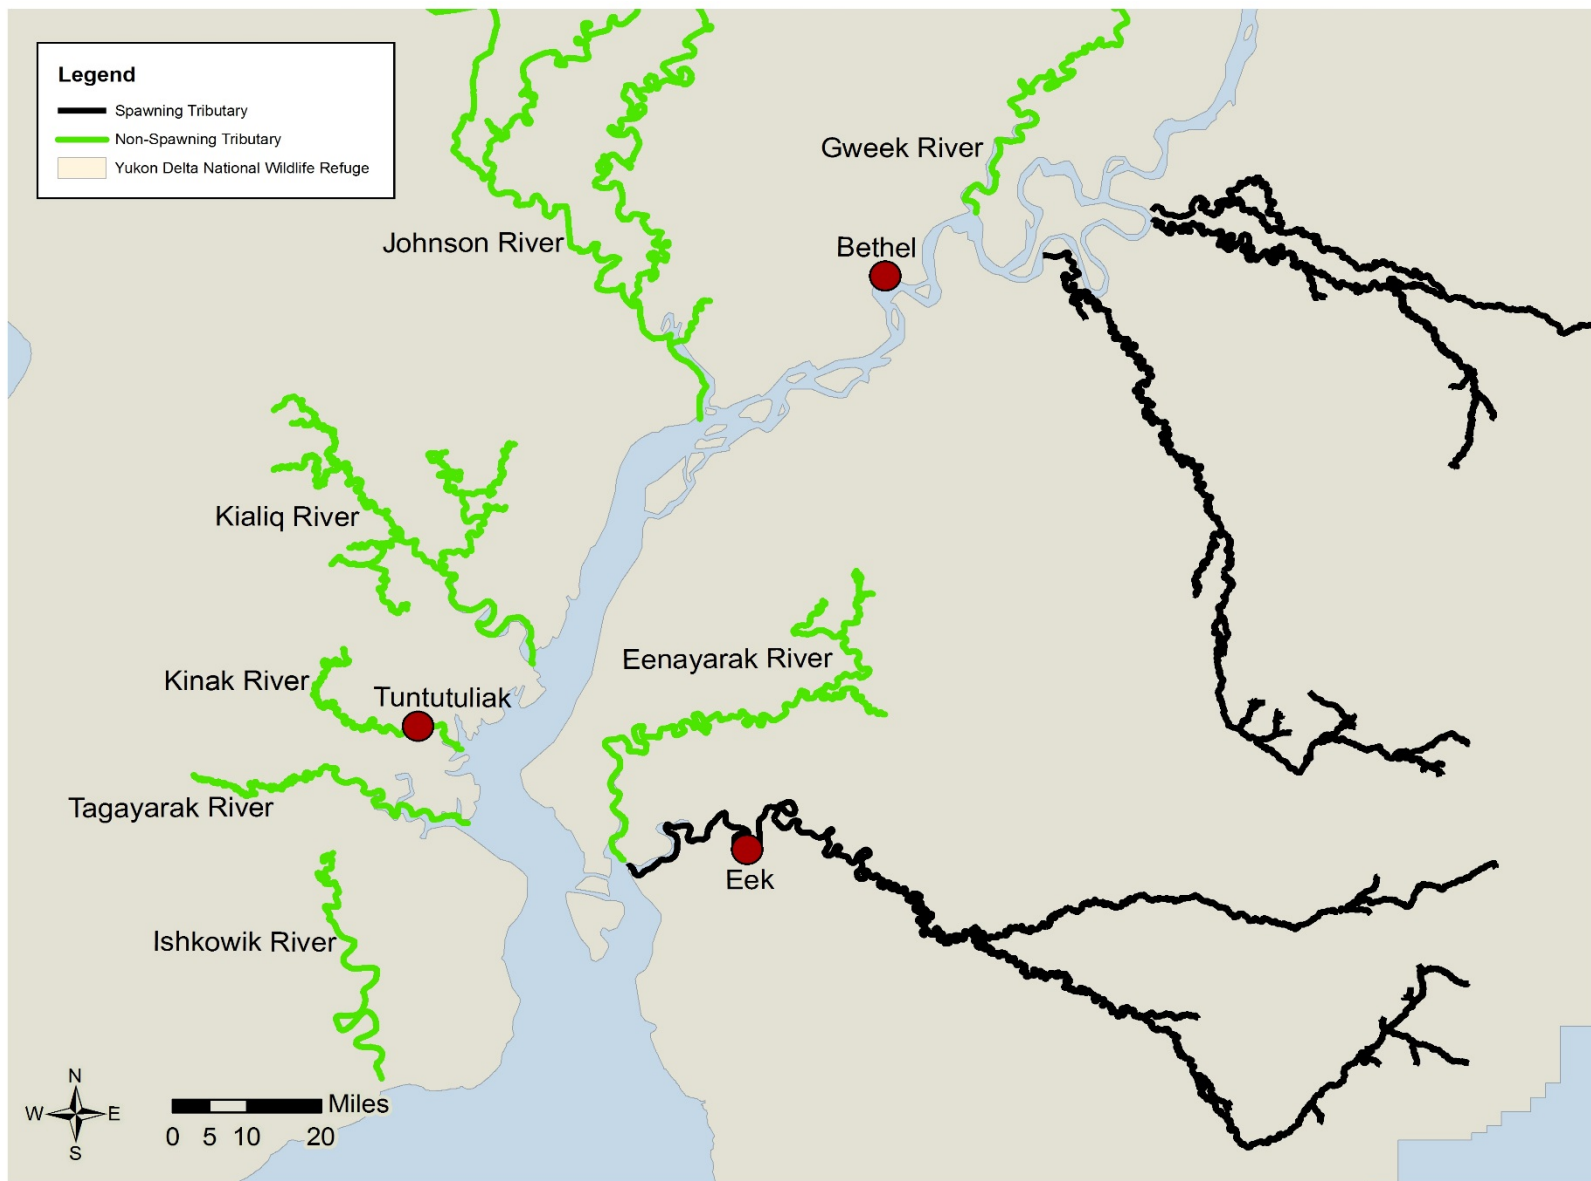 Legend
Spawning Tributary
Non-Spawning Tributary
Yukon Delta National Wildlife Refuge
Gweek River
Johnson River
Bethel
Kialiq River
Eenayarak River
Kinak River
Tuntutuliak
Tagayarak River
Eek
Ishkowik River
N
W E
S
Miles
0 5 10 20